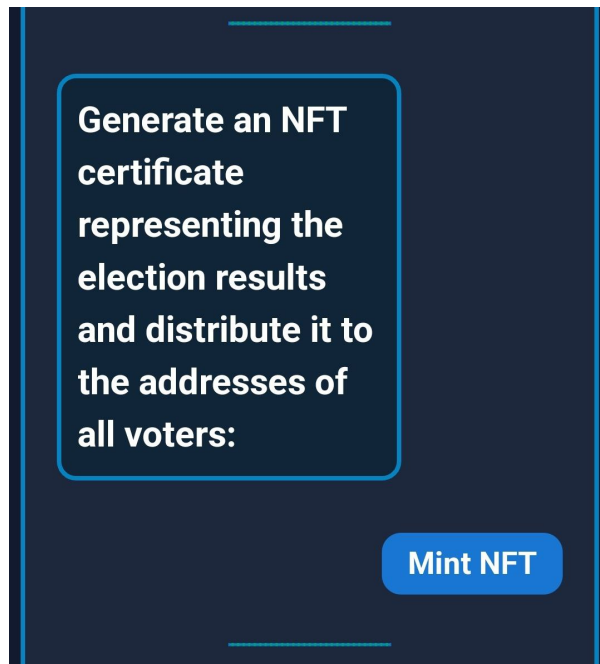 Generate an NFT
certificate
representing the
election results
and distribute it to
the addresses of
all voters:
Mint NFT